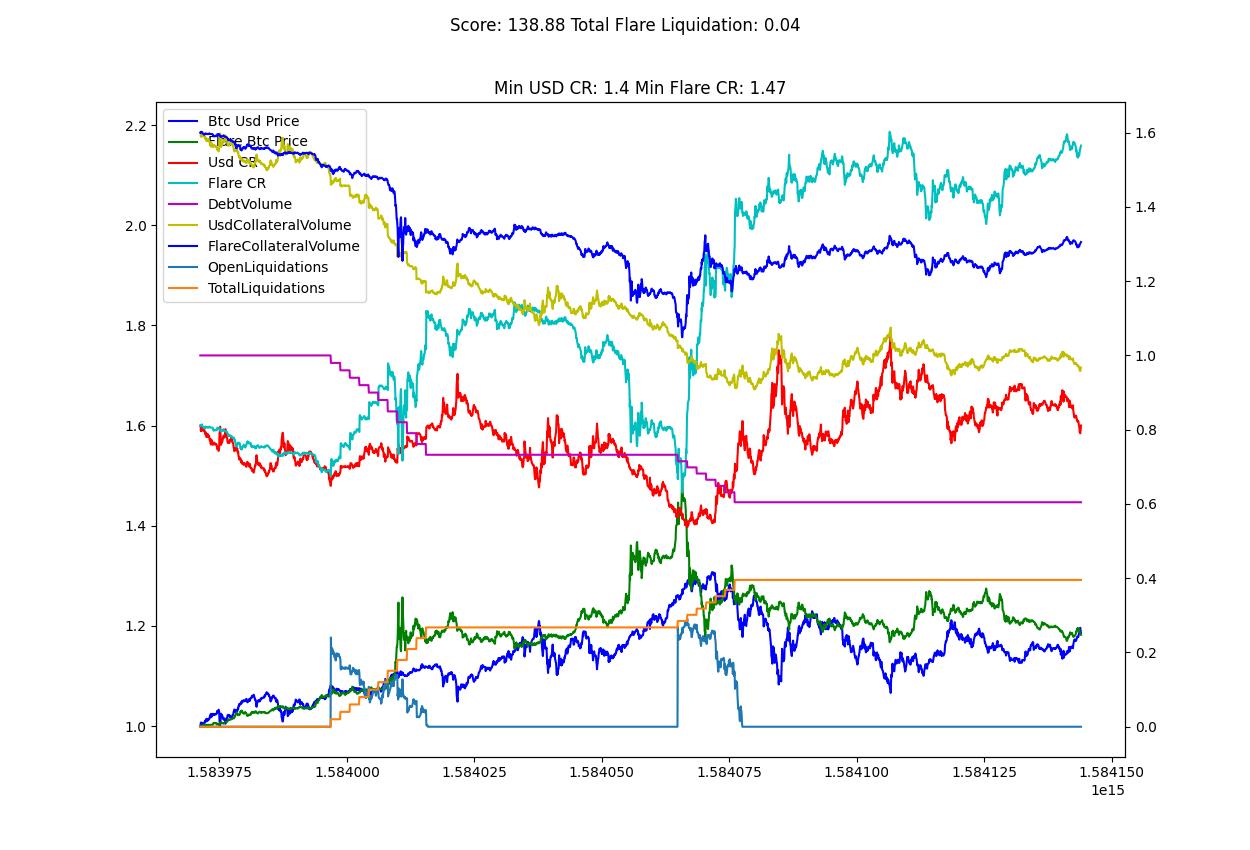 Score: 138.88 Total Flare Liquidation: 0.04
Min USD CR: 1.4 Min Flare CR: 1.47
Btc Usd Price
Flare Btc Price
Usd CR
Flare CR
DebtVolume
UsdCollateralVolume
FlareCollateralVolume
OpenLiquidations
TotalLiquidations
2.2
2.0
1.8
1.6
1.4
1.2
1.0
1.6
1.4
1.2
1.0
0.8
0.6
0.4
0.2
0.0
1.583975 1.584000 1.584025 1.584050 1.584075 1.584100 1.584125 1.584150
1e15